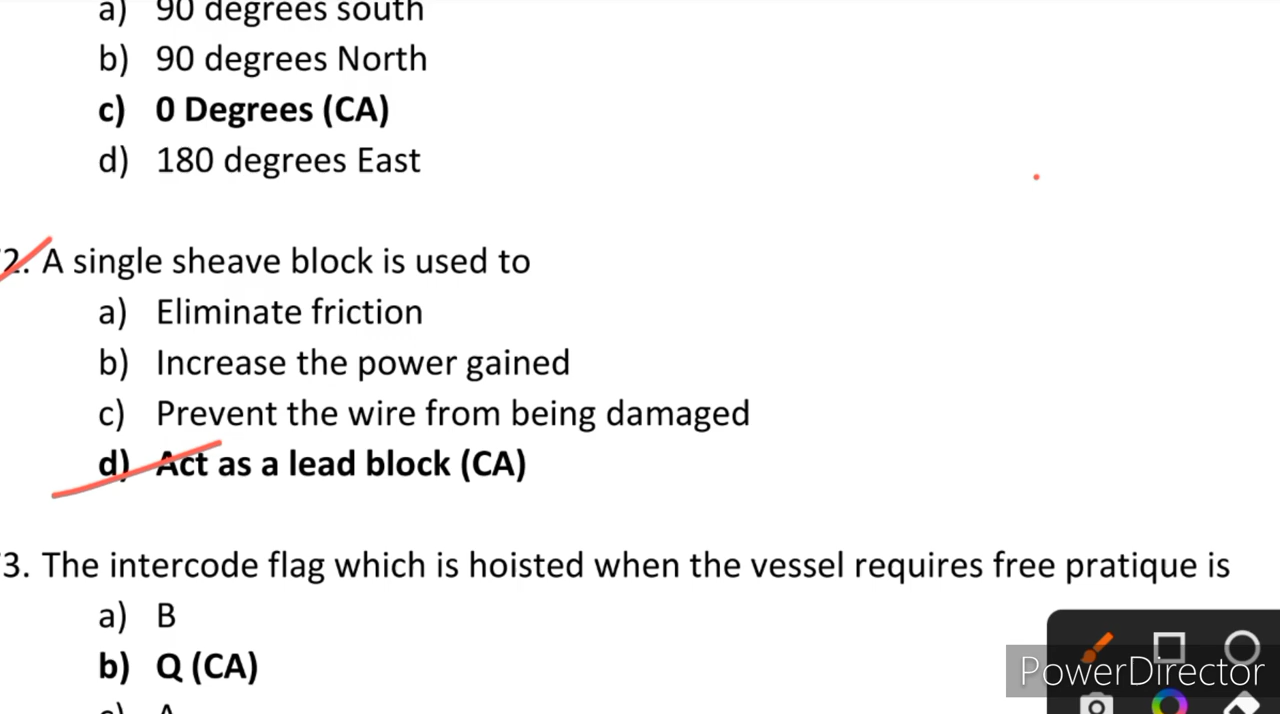 a) 90 degrees south
b) 90 degrees North
c) 0 Degrees (CA)
d) 180 degrees East
2. A single sheave block is used to
a) Eliminate friction
b) Increase the power gained
c) Prevent the wire from being damaged
d) Act as a lead block (CA)
3. The intercode flag which is hoisted when the vessel requires free pratique is
a) B
b) Q (CA)
PowerDirector